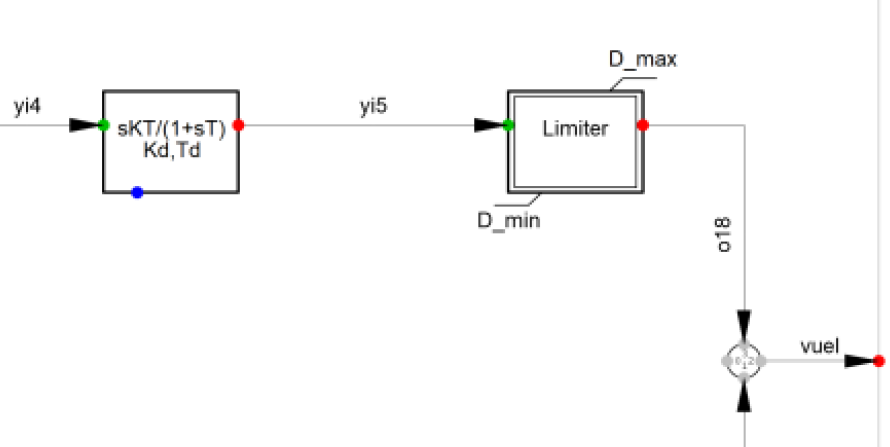 D_max
yi4
yi5
sKT/(1+sT)
Kd,Td
Limiter
D_min
o18
vuel